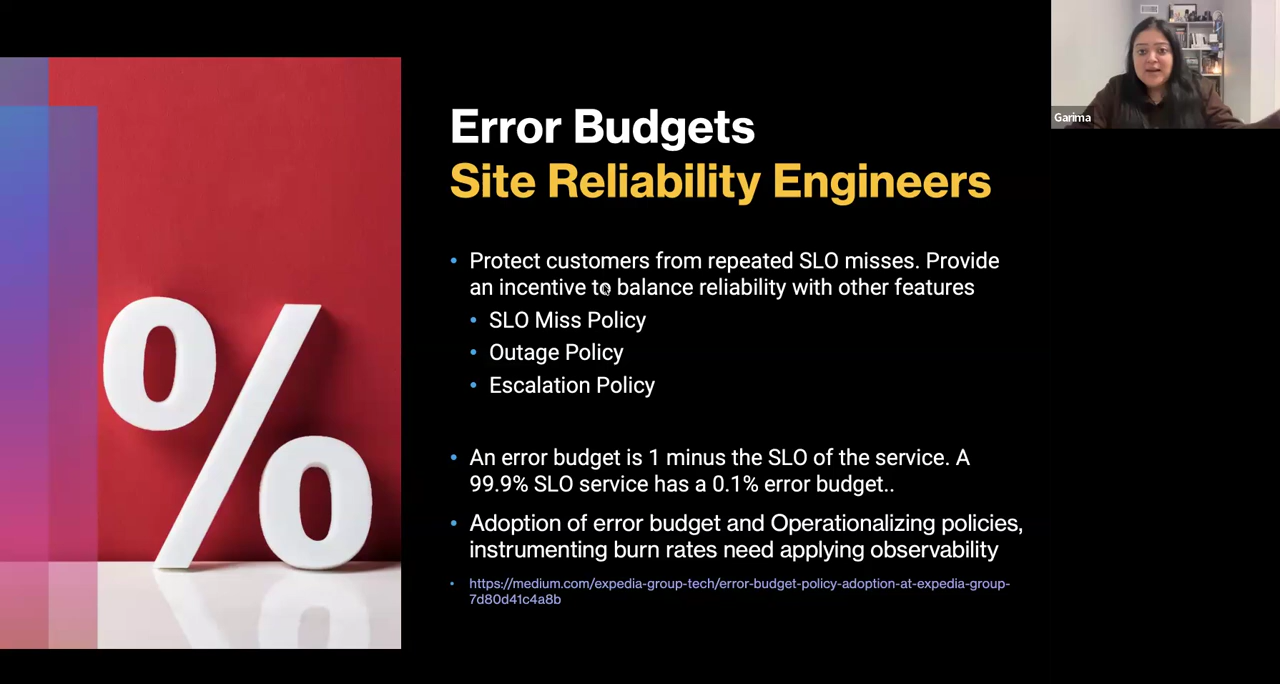 Garima
Error Budgets
Site Reliability Engineers
• Protect customers from repeated SLO misses. Provide
an incentive to balance reliability with other features
• SLO Miss Policy
• Outage Policy
• Escalation Policy
• An error budget is 1 minus the SLO of the service. A
99.9% SLO service has a 0.1% error budget..
• Adoption of error budget and Operationalizing policies,
instrumenting burn rates need applying observability
• https://medium.com/expedia-group-tech/error-budget-policy-adoption-at-expedia-group-
7d80d41c4a8b
%